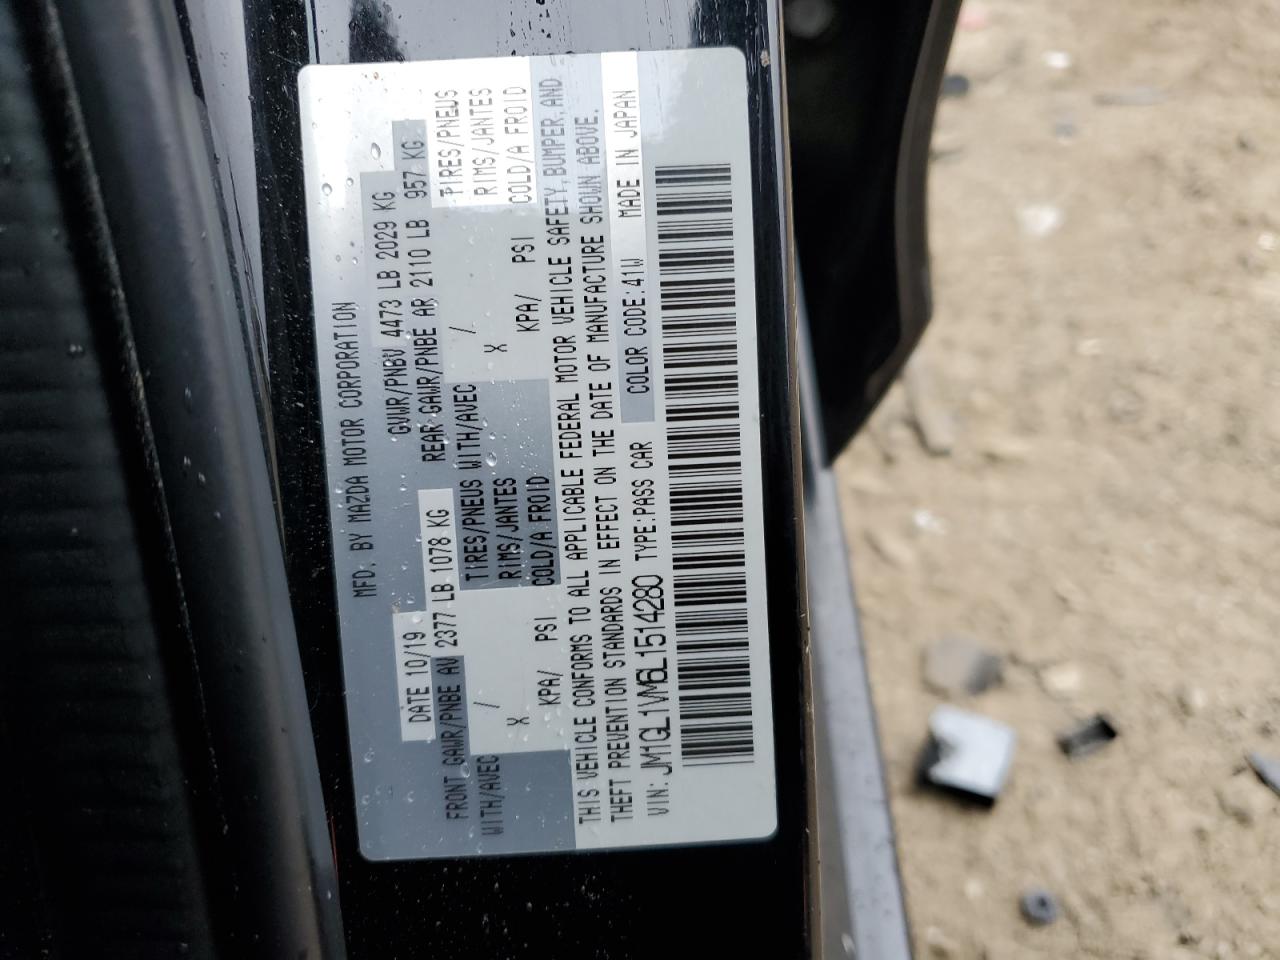 MFD. BY MAZDA MOTOR CORPORATION
DATE 10/19 GWWR/PNBV 4473 LB 2029 KG
FRONT GAWR/PNBE AV 2377 LB 1078 KG REAR GAWR/PNBE AR 2110 LB 957 KG
WITH/AVEC / TIRES/PNEUS WITH/AVEC / TIRES/PNEUS
X RIMS/JANTES X RIMS/JANTES
KPA/ PSI COLD/A FROID KPA/ PSI COLD/A FROID
THIS VEHICLE CONFORMS TO ALL APPLICABLE FEDERAL MOTOR VEHICLE SAFETY, BUMPER, AND
THEFT PREVENTION STANDARDS IN EFFECT ON THE DATE OF MANUFACTURE SHOWN ABOVE.
VIN: JM1GL1VM6L1514280 TYPE:PASS CAR COLOR CODE:41W MADE IN JAPAN